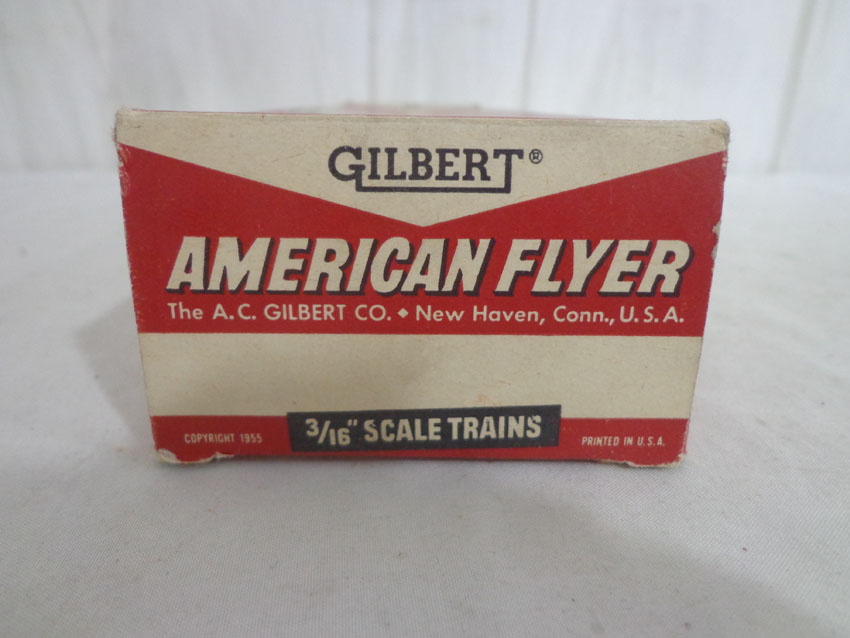 GILBERT®
AMERICAN FLYER
The A.C. GILBERT CO. ◆ New Haven, Conn., U.S.A.
COPYRIGHT 1955
3/16" SCALE TRAINS
PRINTED IN U.S.A.